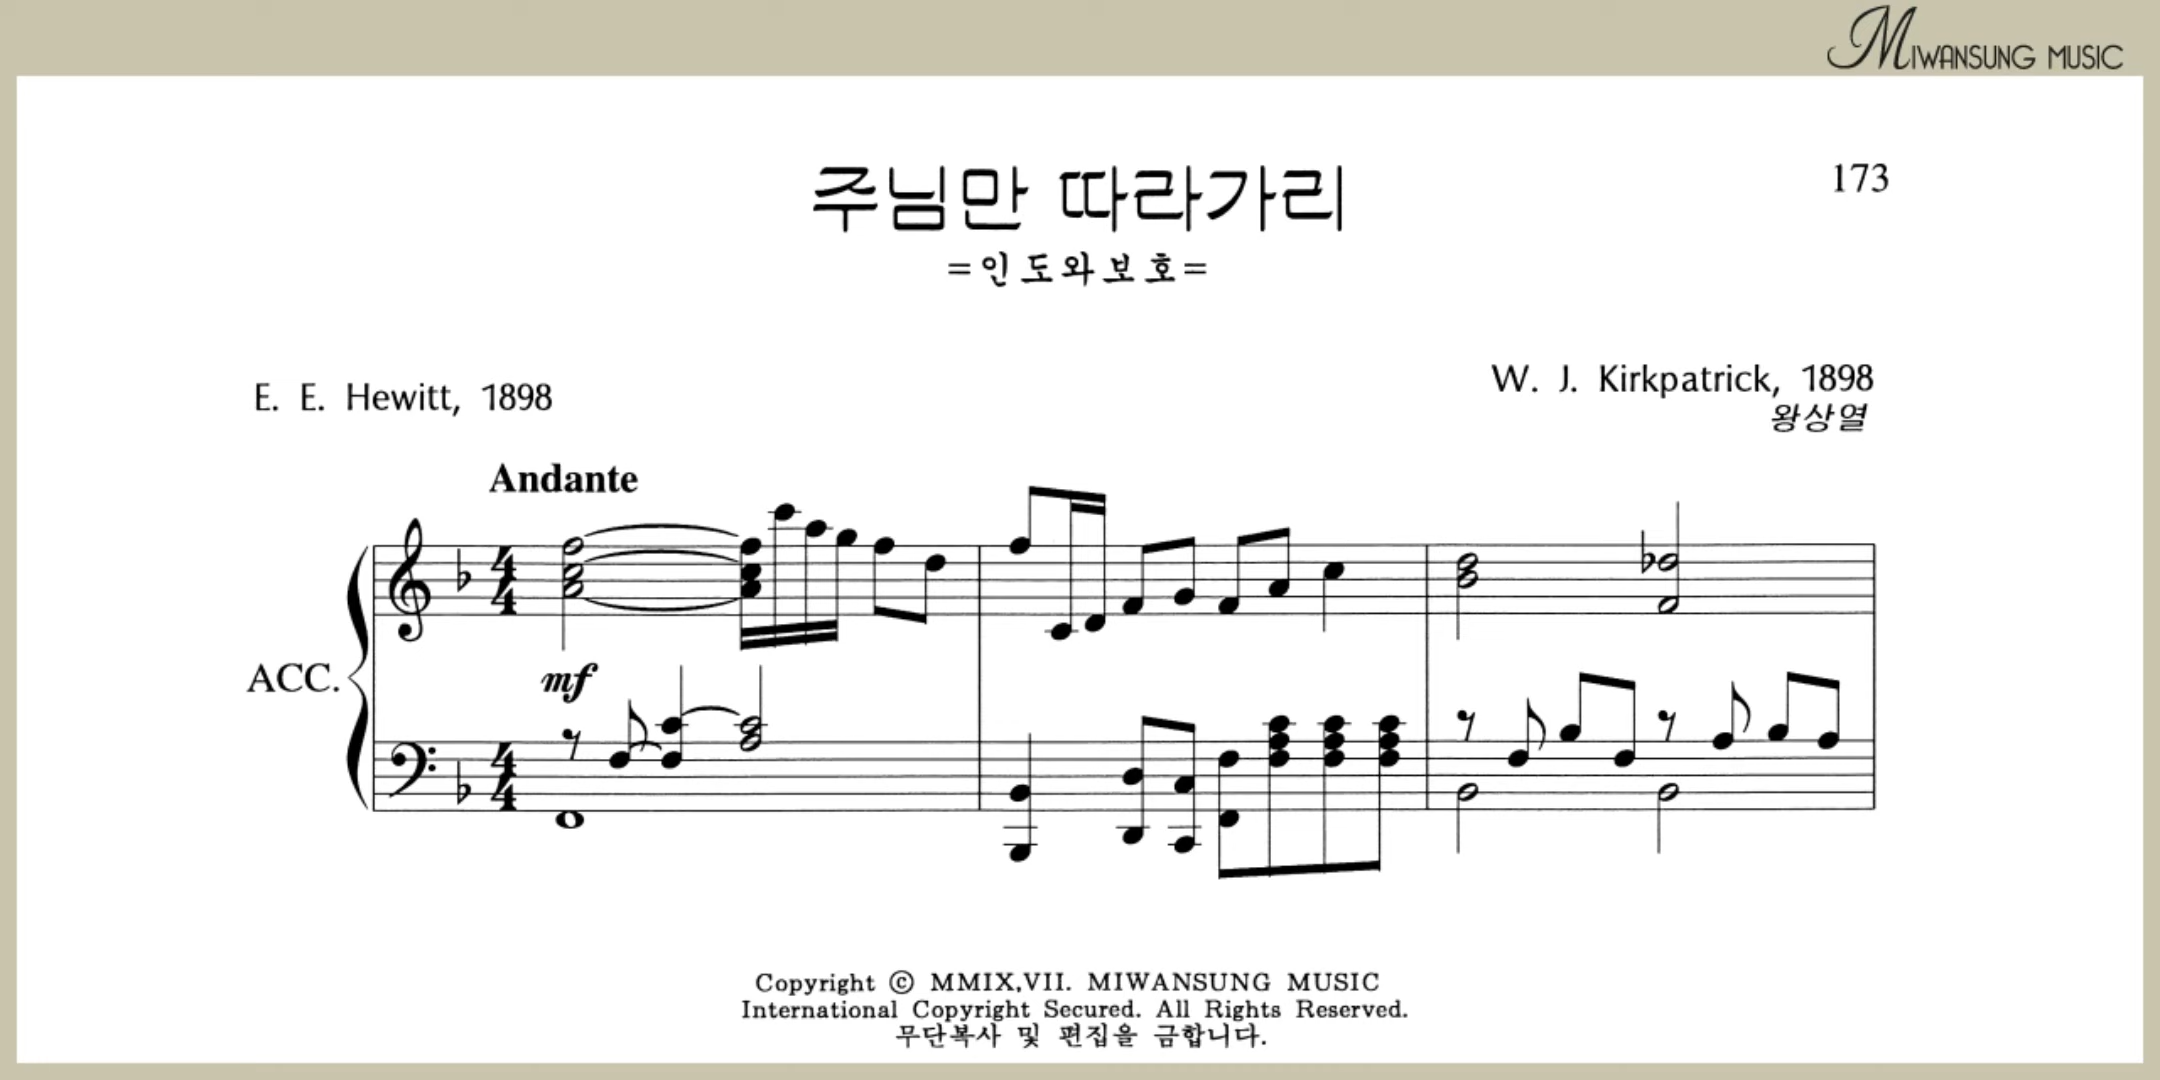 MIWANSUNG MUSIC
173
주님만 따라가리
=인도와보호=
E. E. Hewitt, 1898
W. J. Kirkpatrick, 1898
왕상열
Andante
ACC.
mf
Copyright ⓒ MMIX,VII. MIWANSUNG MUSIC
International Copyright Secured. All Rights Reserved.
무단복사 및 편집을 금합니다.